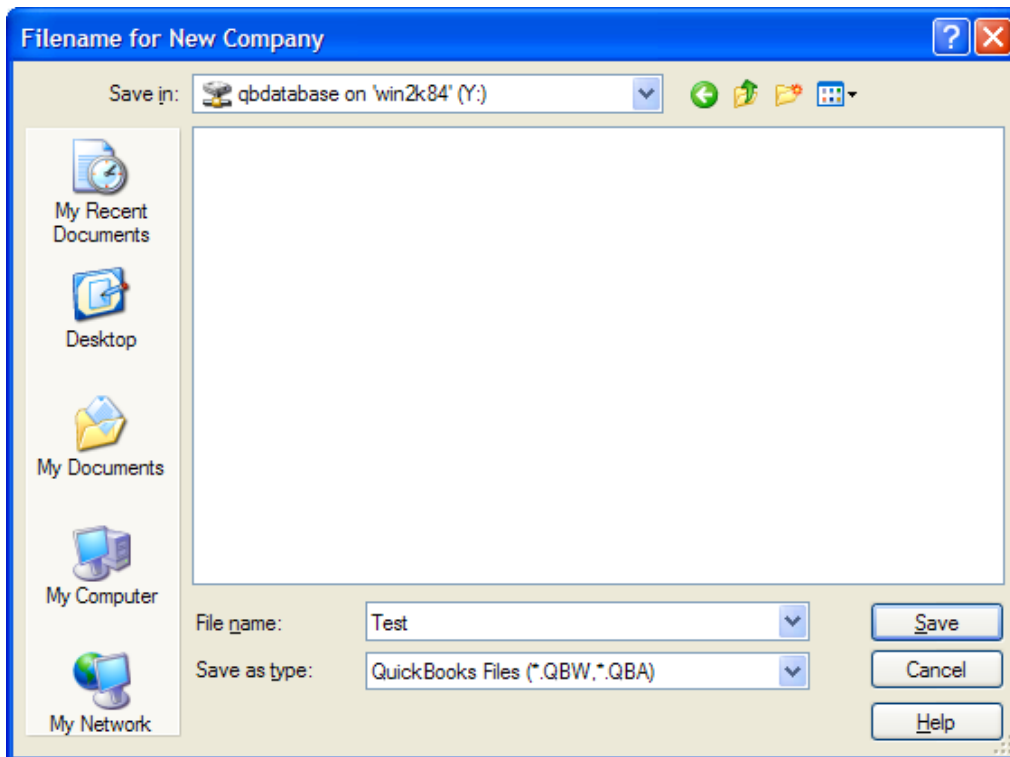 Filename for New Company
Save in:
qbdatabase on 'win2k84' (Y:)
My Recent
Documents
Desktop
My Documents
My Computer
My Network
File name:
Test
Save
Save as type:
QuickBooks Files (*.QBW,*.QBA)
Cancel
Help